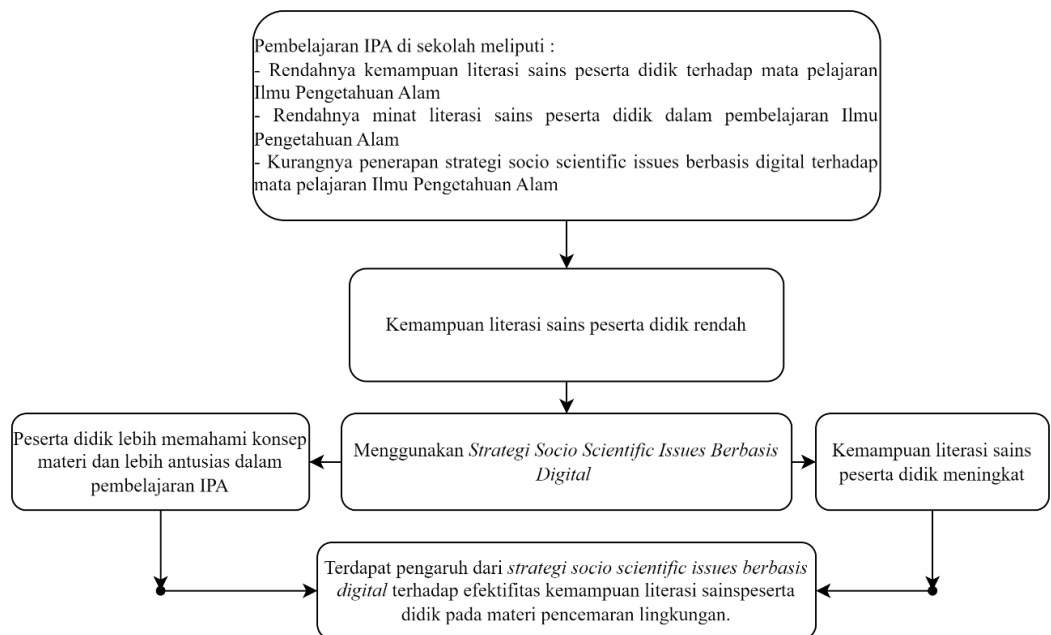 Pembelajaran IPA di sekolah meliputi :
- Rendahnya kemampuan literasi sains peserta didik terhadap mata pelajaran
Ilmu Pengetahuan Alam
- Rendahnya minat literasi sains peserta didik dalam pembelajaran Ilmu
Pengetahuan Alam
- Kurangnya penerapan strategi socio scientific issues berbasis digital terhadap
mata pelajaran Ilmu Pengetahuan Alam
Kemampuan literasi sains peserta didik rendah
Peserta didik lebih memahami konsep
materi dan lebih antusias dalam
pembelajaran IPA
Menggunakan Strategi Socio Scientific Issues Berbasis
Digital
Kemampuan literasi sains
peserta didik meningkat
Terdapat pengaruh dari strategi socio scientific issues berbasis
digital terhadap efektifitas kemampuan literasi sainspeserta
didik pada materi pencemaran lingkungan.